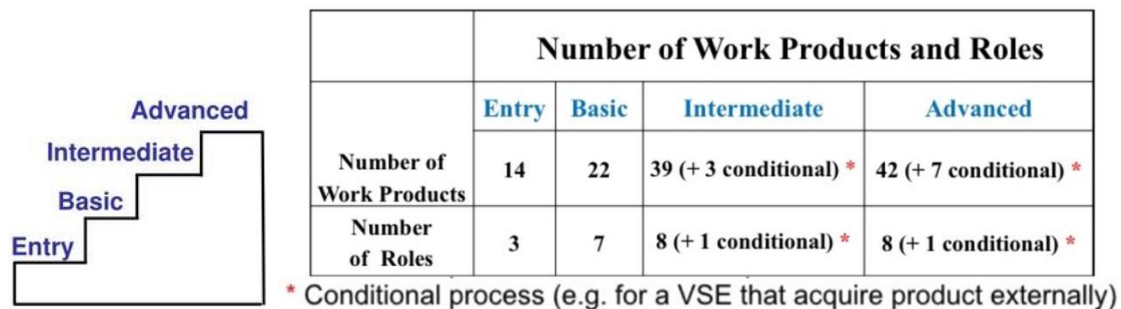 Advanced
Intermediate
Basic
Entry
Number of Work Products and Roles
Entry Basic Intermediate Advanced
Number of
Work Products
14 22 39 (+ 3 conditional) * 42 (+ 7 conditional) *
Number
of Roles
3 7 8 (+ 1 conditional) * 8 (+ 1 conditional) *
* Conditional process (e.g. for a VSE that acquire product externally)